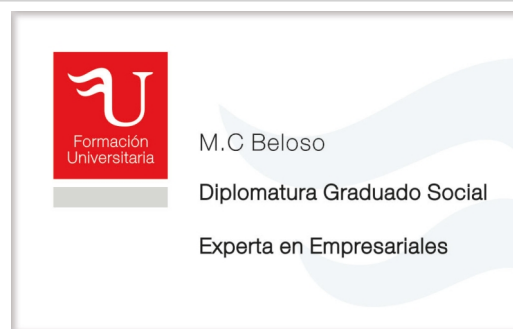 U
Formación
Universitaria
M.C Beloso
Diplomatura Graduado Social
Experta en Empresariales